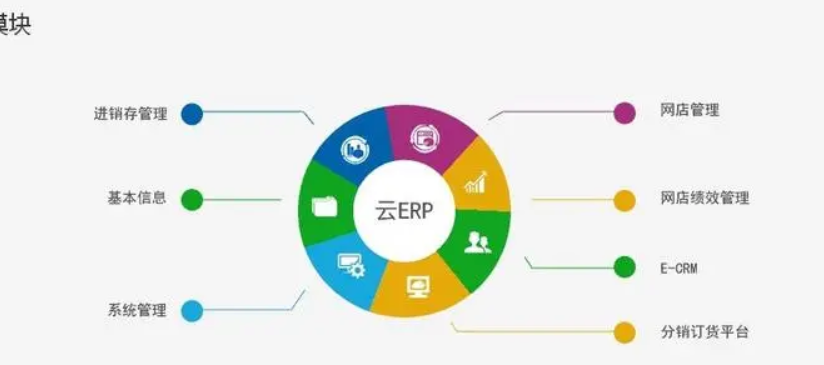 模块
进销存管理
网店管理
基本信息
云ERP
网店绩效管理
E-CRM
系统管理
分销订货平台